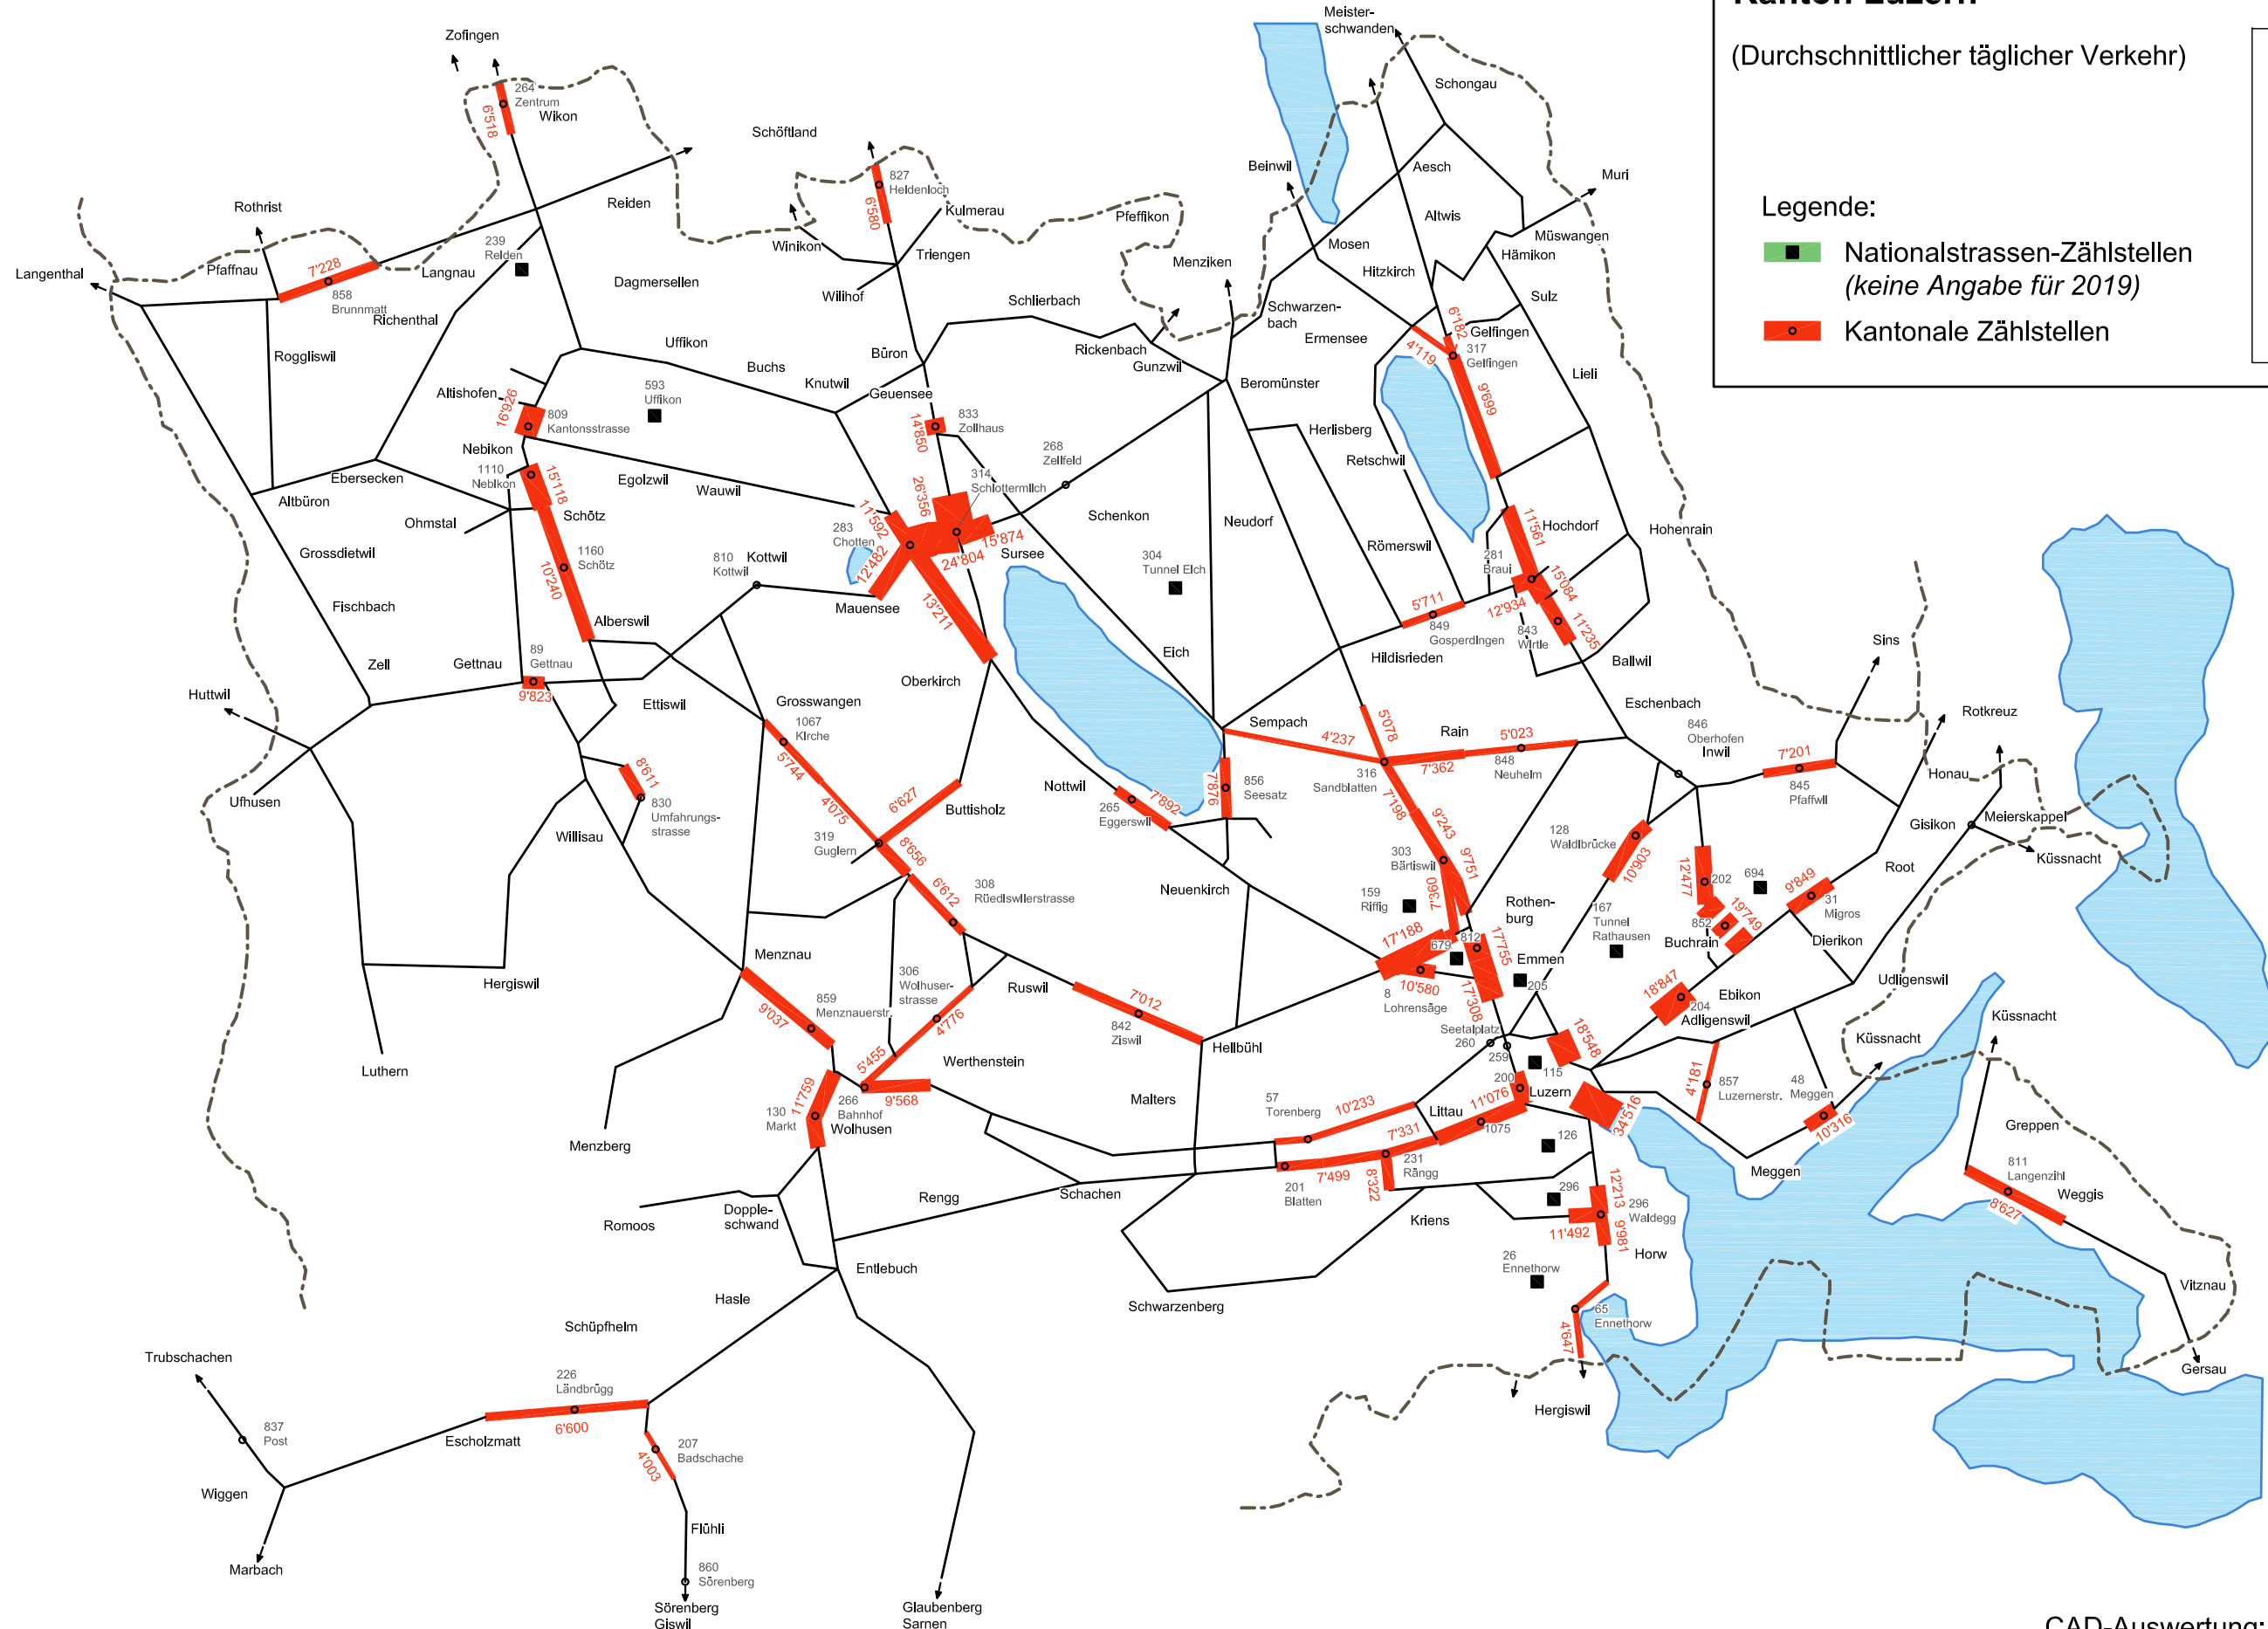 (Durchschnittlicher täglicher Verkehr)
Legende:
Nationalstrassen-Zählstellen
(keine Angabe für 2019)
Kantonale Zählstellen
Zofingen
264
Zentrum
Wikon
6'518
Schöftland
827
Heldenloch
6'580
Kulmerau
Winikon
Triengen
Wilihof
Reiden
239
Reiden
Rothrist
Langenthal
Pfaffnau
7'228
858
Brunnmatt
Langnau
Richenthal
Roggliswil
Dagmersellen
Uffikon
Buchs
Knutwil
Büron
Geuensee
Schlierbach
Rickenbach
Gunzwil
Pfeffikon
Menziken
Beinwil
Meister-
schwanden
Schongau
Aesch
Altwis
Muri
Müswangen
Hämikon
Mosen
Hitzkirch
Sulz
Schwarzen-
bach
Ermensee
6'182
Gelfingen
4'119
317
Gelfingen
9'699
Lieli
Beromünster
Herlisberg
Retschwil
Altishofen
16'926
809
Kantonsstrasse
593
Uffikon
Nebikon
1110
Nebikon
15'118
Egolzwil
Wauwil
Schötz
1160
Schötz
10'240
Ebersecken
Altbüron
Ohmstal
Grossdietwil
Fischbach
Zell
Gettnau
89
Gettnau
9'823
Alberswil
Ettiswil
810
Kottwil
Kottwil
283
Chotten
11'592
12'482
Mauensee
14'850
833
Zollhaus
268
Zellfeld
314
Schlottermilch
26'356
15'874
24'804
Sursee
13'211
Oberkirch
Schenkon
304
Tunnel Eich
Eich
Neudorf
Römerswil
Hochdorf
11'561
Hohenrain
281
Braui
15'084
12'934
5'711
849
Gosperdingen
843
Wirtle
11'235
Hildisrieden
Ballwil
Eschenbach
846
Oberhofen
Inwil
7'201
845
Pfaffwil
Sins
Rotkreuz
Honau
Gisikon
Meierskappel
Küssnacht
Root
Huttwil
Ufhusen
Grosswangen
1067
Kirche
5'744
4'075
8'611
830
Umfahrungs-
strasse
Willisau
6'627
Buttisholz
319
Guglern
8'656
6'612
308
Rüediswilerstrasse
Nottwil
265
Eggerswil
7'892
Sempach
7'876
856
Seesatz
4'237
5'078
Rain
5'023
7'362
848
Neuheim
316
Sandblatten
7'198
9'243
303
Bärtiswil
9'751
7'360
Neuenkirch
159
Riffig
Rothen-
burg
128
Waldibrücke
10'903
12'477
202
694
852
19'749
Buchrain
9'849
31
Migros
Dierikon
167
Tunnel
Rathausen
Udligenswil
Hergiswil
Luthern
Menznau
Menzberg
859
Menznauerstr.
9'037
306
Wolhuser-
strasse
4'776
5'455
Ruswil
7'012
842
Ziswil
Hellbühl
17'188
679
812
17'755
Emmen
205
10'580
8
Lohrensäge
17'308
Seetalplatz
260
259
18'847
204
Ebikon
Adligenswil
18'548
115
200
Luzern
34'516
4'181
857
Luzernerstr.
48
Meggen
10'316
Küssnacht
Küssnacht
Meggen
Greppen
811
Langenzihl
Weggis
8'627
Vitznau
Gersau
11'759
130
Markt
266
Bahnhof
Wolhusen
9'568
Werthenstein
Malters
57
Torenberg
10'233
Littau
11'076
1075
7'331
231
Rängg
8'322
7'499
201
Blatten
126
296
12'213
296
Waldegg
11'492
9'981
Kriens
Horw
26
Ennethorw
65
Ennethorw
4'647
Hergiswil
Romoos
Dopple-
schwand
Rengg
Schachen
Schwarzenberg
Entlebuch
Hasle
Schüpfheim
Trubschachen
226
Ländbrügg
6'600
Escholzmatt
837
Post
Wiggen
Marbach
207
Badschache
4'003
Flühli
860
Sörenberg
Sörenberg
Giswil
Glaubenberg
Sarnen